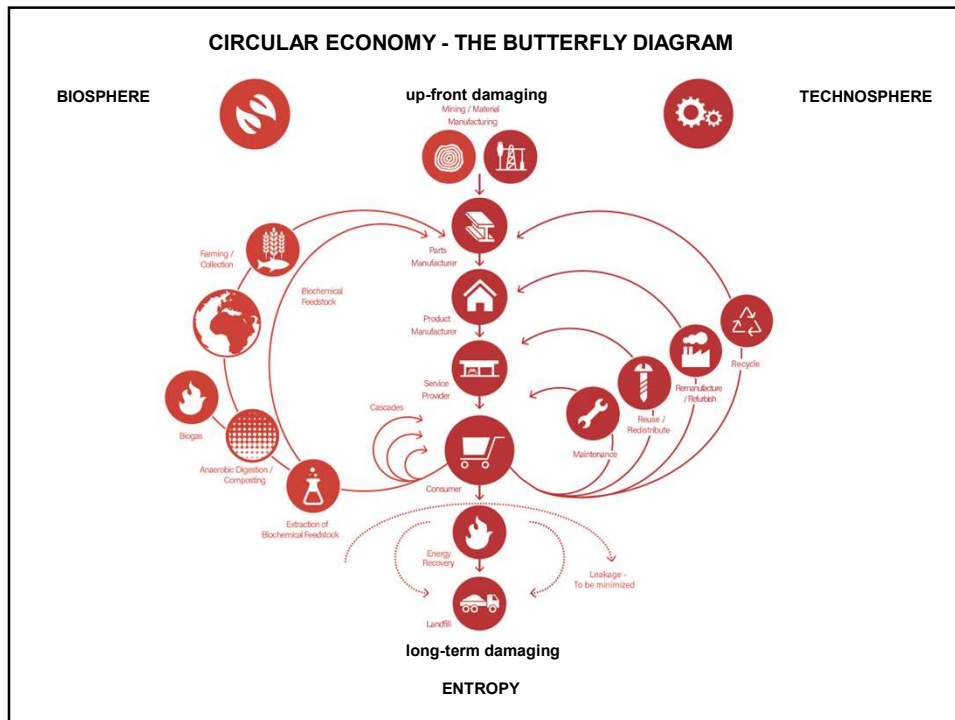 CIRCULAR ECONOMY - THE BUTTERFLY DIAGRAM
BIOSPHERE
up-front damaging
TECHNOSPHERE
Mining / Material
Manufacturing
Parts
Manufacturer
Farming /
Collection
Biochemical
Feedstock
Product
Manufacturer
Recycle
Service
Provider
Remanufacture
/ Refurbish
Reuse /
Redistribute
Cascades
Biogas
Maintenance
Anaerobic Digestion /
Composting
Consumer
Extraction of
Biochemical Feedstock
Energy
Recovery
Leakage -
To be minimized
Landfill
long-term damaging
ENTROPY